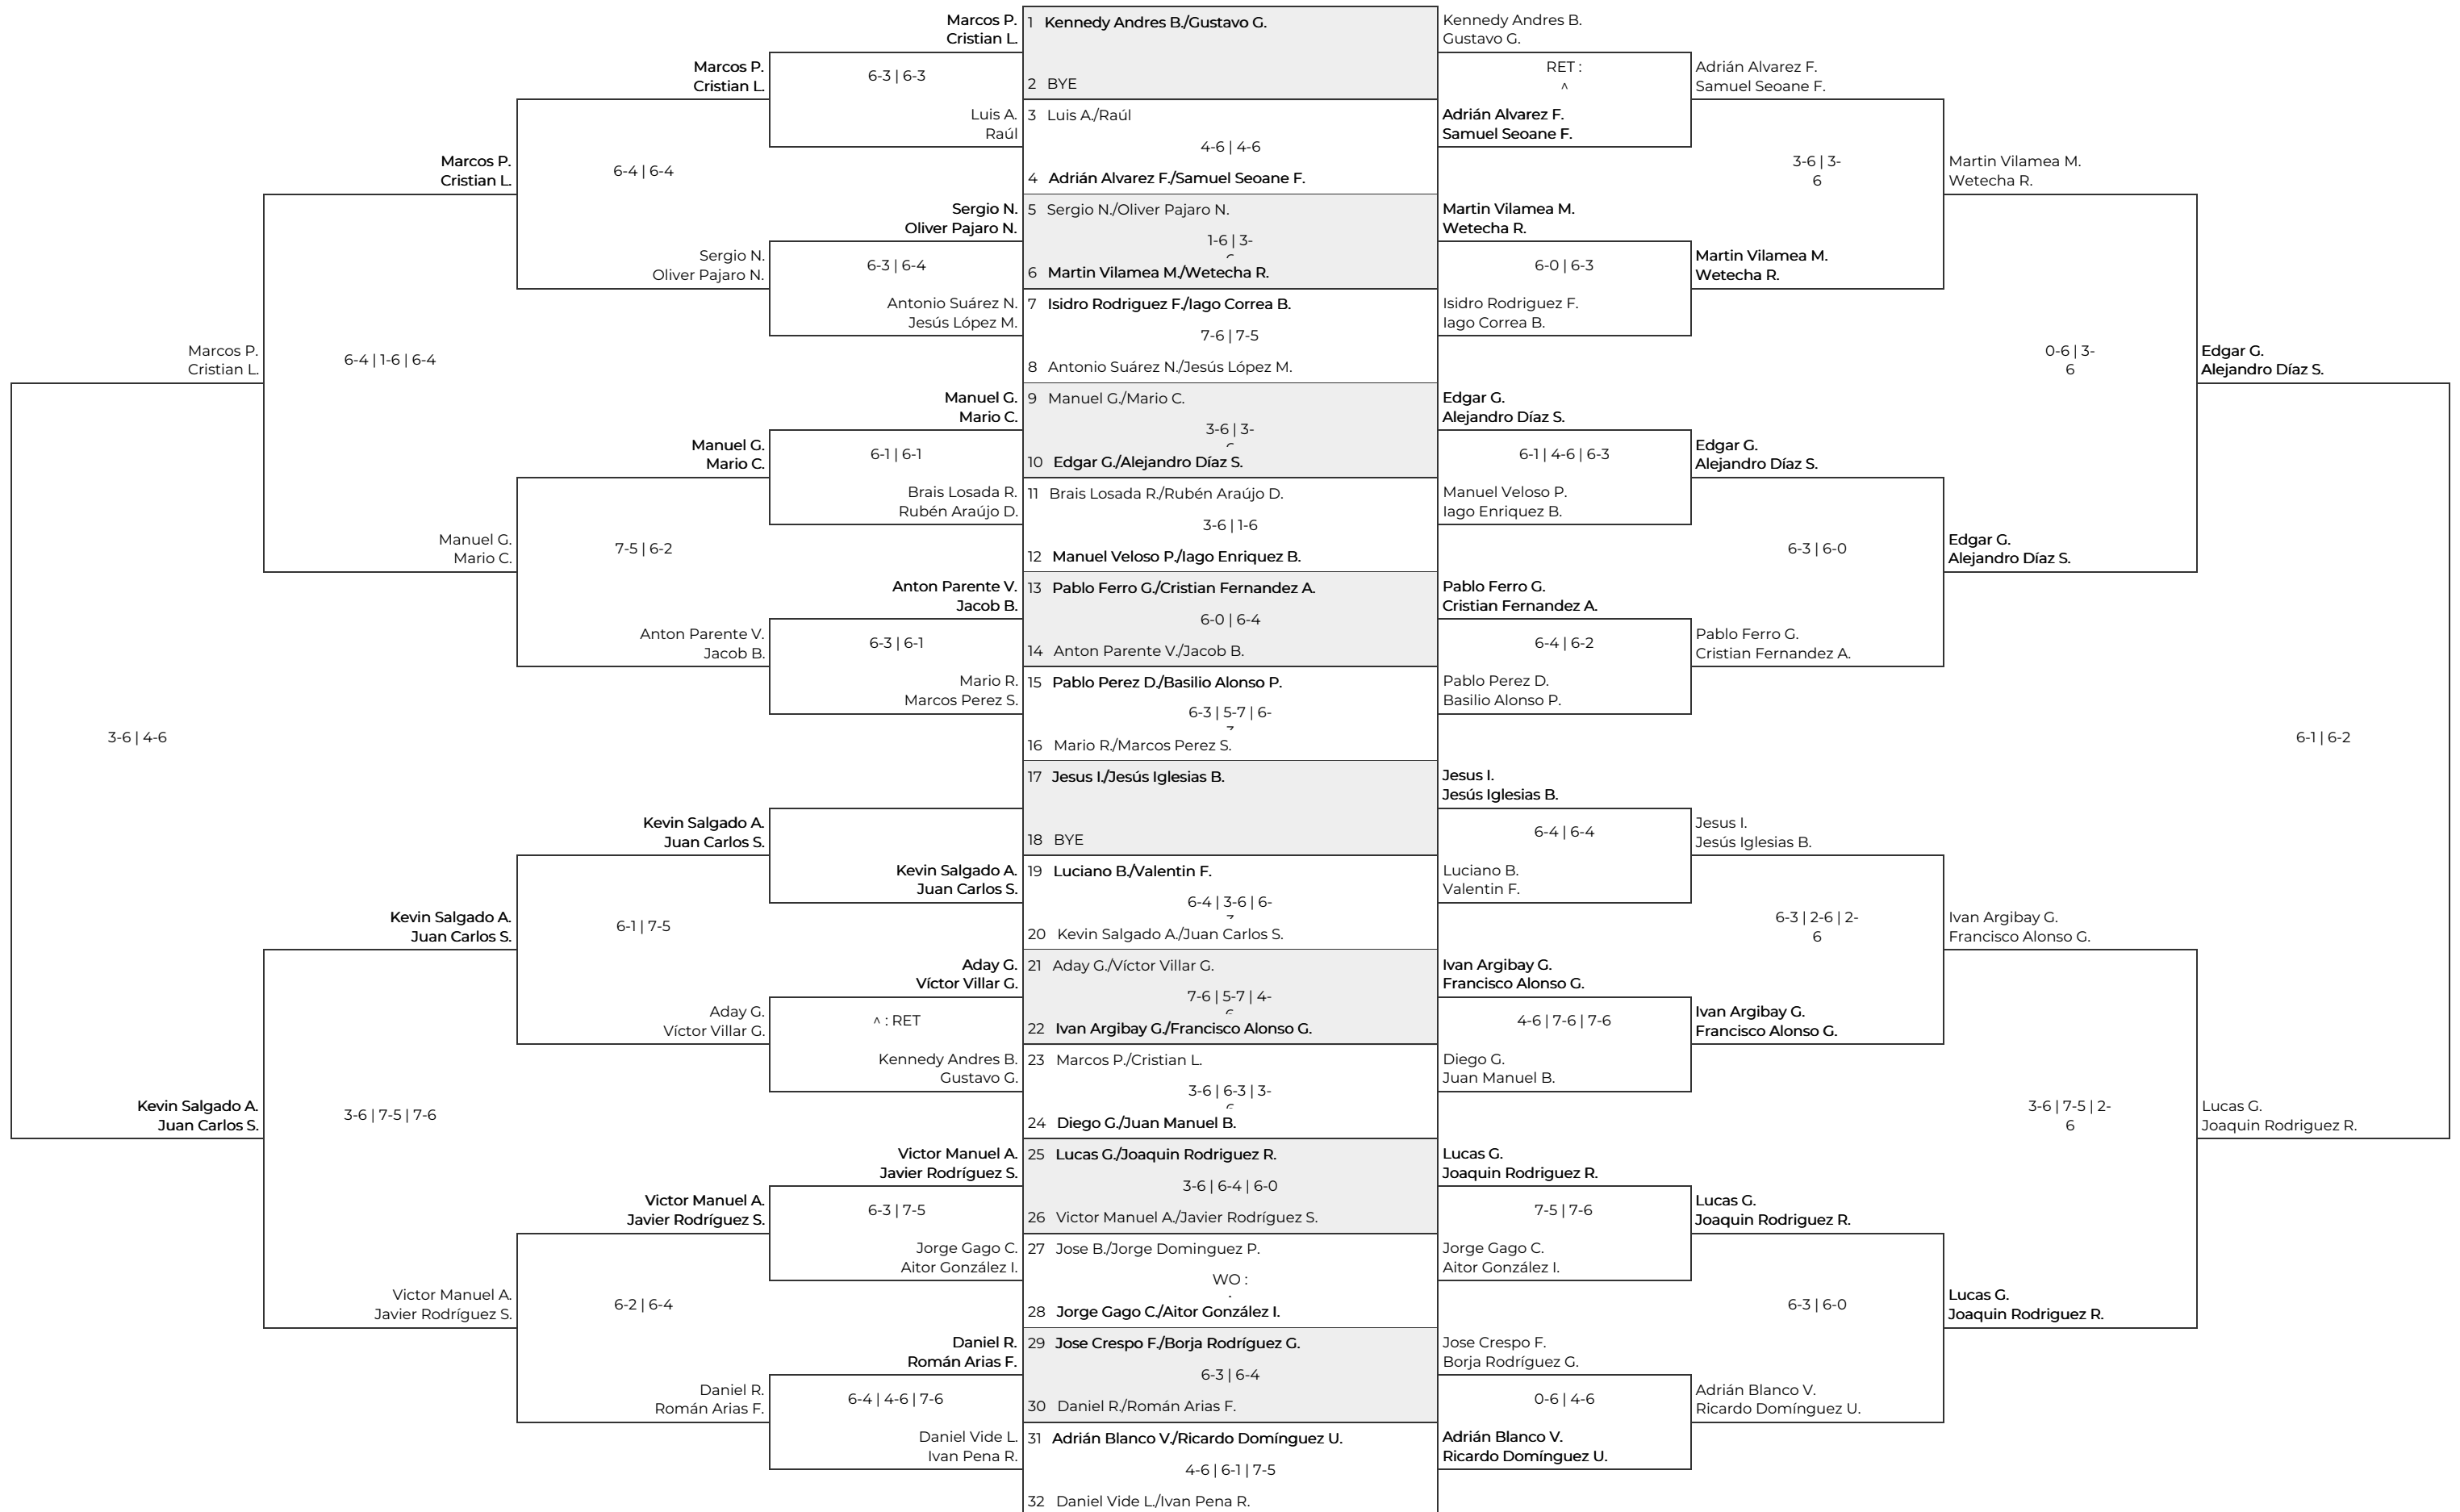 Marcos P.
Cristian L.
1 Kennedy Andres B./Gustavo G.
Kennedy Andres B.
Gustavo G.
Marcos P.
Cristian L.
6-3 | 6-3
RET :
^
Adrián Alvarez F.
Samuel Seoane F.
2 BYE
Luis A.
Raúl
3 Luis A./Raúl
Adrián Alvarez F.
Samuel Seoane F.
4-6 | 4-6
Marcos P.
Cristian L.
6-4 | 6-4
3-6 | 3-
6
Martin Vilamea M.
Wetecha R.
4 Adrián Alvarez F./Samuel Seoane F.
Sergio N.
Oliver Pajaro N.
5 Sergio N./Oliver Pajaro N.
Martin Vilamea M.
Wetecha R.
1-6 | 3-
Sergio N.
Oliver Pajaro N.
6-3 | 6-4
6-0 | 6-3
Martin Vilamea M.
Wetecha R.
6 Martin Vilamea M./Wetecha R.
Antonio Suárez N.
Jesús López M.
7 Isidro Rodriguez F./Iago Correa B.
Isidro Rodriguez F.
Iago Correa B.
7-6 | 7-5
Marcos P.
Cristian L.
6-4 | 1-6 | 6-4
0-6 | 3-
6
Edgar G.
Alejandro Díaz S.
8 Antonio Suárez N./Jesús López M.
Manuel G.
Mario C.
9 Manuel G./Mario C.
Edgar G.
Alejandro Díaz S.
3-6 | 3-
Manuel G.
Mario C.
6-1 | 6-1
6-1 | 4-6 | 6-3
Edgar G.
Alejandro Díaz S.
10 Edgar G./Alejandro Díaz S.
Brais Losada R.
Rubén Araújo D.
11 Brais Losada R./Rubén Araújo D.
Manuel Veloso P.
Iago Enriquez B.
3-6 | 1-6
Manuel G.
Mario C.
7-5 | 6-2
6-3 | 6-0
Edgar G.
Alejandro Díaz S.
12 Manuel Veloso P./Iago Enriquez B.
Anton Parente V.
Jacob B.
13 Pablo Ferro G./Cristian Fernandez A.
Pablo Ferro G.
Cristian Fernandez A.
6-0 | 6-4
Anton Parente V.
Jacob B.
6-3 | 6-1
6-4 | 6-2
Pablo Ferro G.
Cristian Fernandez A.
14 Anton Parente V./Jacob B.
Mario R.
Marcos Perez S.
15 Pablo Perez D./Basilio Alonso P.
Pablo Perez D.
Basilio Alonso P.
6-3 | 5-7 | 6-
3-6 | 4-6
6-1 | 6-2
16 Mario R./Marcos Perez S.
17 Jesus I./Jesús Iglesias B.
Jesus I.
Jesús Iglesias B.
Kevin Salgado A.
Juan Carlos S.
6-4 | 6-4
Jesus I.
Jesús Iglesias B.
18 BYE
Kevin Salgado A.
Juan Carlos S.
19 Luciano B./Valentin F.
Luciano B.
Valentin F.
6-4 | 3-6 | 6-
Kevin Salgado A.
Juan Carlos S.
6-1 | 7-5
6-3 | 2-6 | 2-
6
Ivan Argibay G.
Francisco Alonso G.
20 Kevin Salgado A./Juan Carlos S.
Aday G.
Víctor Villar G.
21 Aday G./Víctor Villar G.
Ivan Argibay G.
Francisco Alonso G.
7-6 | 5-7 | 4-
Aday G.
Víctor Villar G.
^ : RET
4-6 | 7-6 | 7-6
Ivan Argibay G.
Francisco Alonso G.
22 Ivan Argibay G./Francisco Alonso G.
Kennedy Andres B.
Gustavo G.
23 Marcos P./Cristian L.
Diego G.
Juan Manuel B.
3-6 | 6-3 | 3-
Kevin Salgado A.
Juan Carlos S.
3-6 | 7-5 | 7-6
3-6 | 7-5 | 2-
6
Lucas G.
Joaquin Rodriguez R.
24 Diego G./Juan Manuel B.
Victor Manuel A.
Javier Rodríguez S.
25 Lucas G./Joaquin Rodriguez R.
Lucas G.
Joaquin Rodriguez R.
3-6 | 6-4 | 6-0
Victor Manuel A.
Javier Rodríguez S.
6-3 | 7-5
7-5 | 7-6
Lucas G.
Joaquin Rodriguez R.
26 Victor Manuel A./Javier Rodríguez S.
Jorge Gago C.
Aitor González I.
27 Jose B./Jorge Dominguez P.
Jorge Gago C.
Aitor González I.
WO :
Victor Manuel A.
Javier Rodríguez S.
6-2 | 6-4
6-3 | 6-0
Lucas G.
Joaquin Rodriguez R.
28 Jorge Gago C./Aitor González I.
Daniel R.
Román Arias F.
29 Jose Crespo F./Borja Rodríguez G.
Jose Crespo F.
Borja Rodríguez G.
6-3 | 6-4
Daniel R.
Román Arias F.
6-4 | 4-6 | 7-6
0-6 | 4-6
Adrián Blanco V.
Ricardo Domínguez U.
30 Daniel R./Román Arias F.
Daniel Vide L.
Ivan Pena R.
31 Adrián Blanco V./Ricardo Domínguez U.
Adrián Blanco V.
Ricardo Domínguez U.
4-6 | 6-1 | 7-5
32 Daniel Vide L./Ivan Pena R.